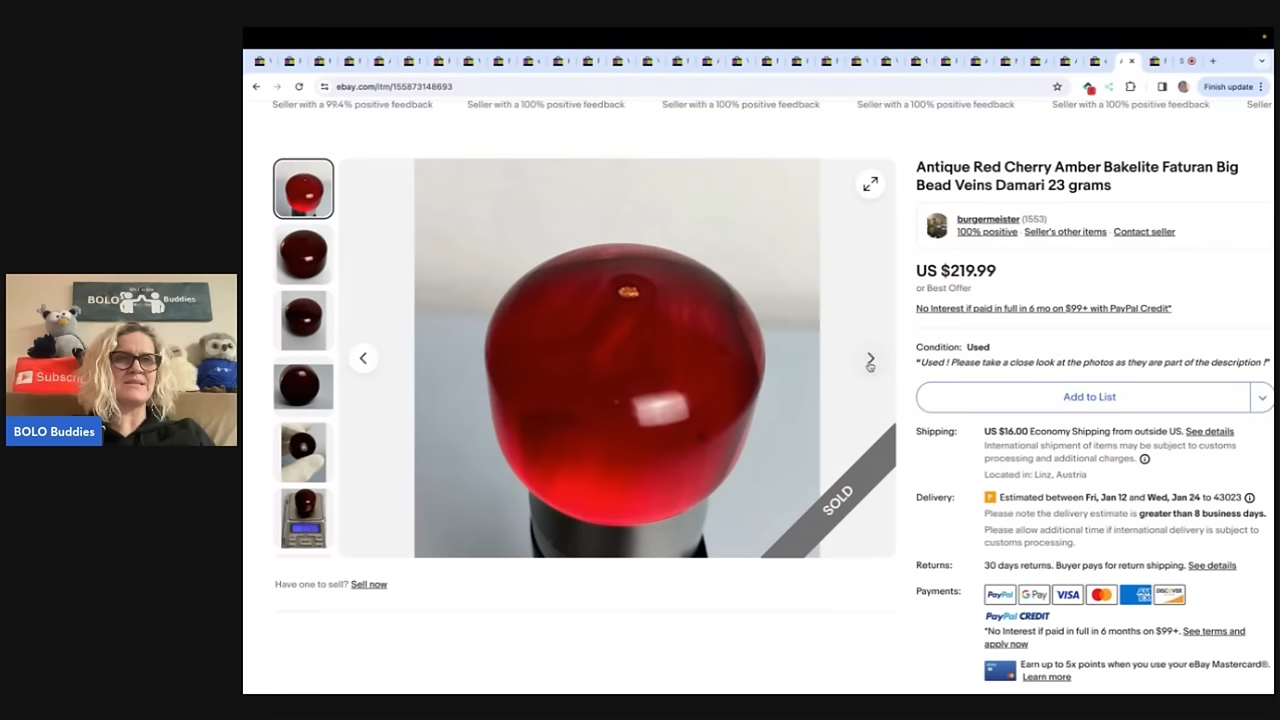 ebay.com/itm/155873148693
Finish update
Seller with a 99.4% positive feedback
Seller with a 100% positive feedback
Seller with a 100% positive feedback
Seller with a 100% positive feedback
Seller with a 100% positive feedback
Seller
Antique Red Cherry Amber Bakelite Faturan Big
Bead Veins Damari 23 grams
burgermeister (1553)
100% positive · Seller's other items · Contact seller
US $219.99
or Best Offer
No Interest if paid in full in 6 mo on $99+ with PayPal Credit*
Condition: Used
“Used ! Please take a close look at the photos as they are part of the description !”
Add to List
Shipping: US $16.00 Economy Shipping from outside US. See details
International shipment of items may be subject to customs
processing and additional charges.
Located in: Linz, Austria
Delivery: Estimated between Fri, Jan 12 and Wed, Jan 24 to 43023
Please note the delivery estimate is greater than 8 business days.
Please allow additional time if international delivery is subject to
customs processing.
Returns: 30 days returns. Buyer pays for return shipping. See details
Payments: PayPal G Pay VISA AM EX DISCOVER
PayPal CREDIT
*No Interest if paid in full in 6 months on $99+. See terms and
apply now
Earn up to 5x points when you use your eBay Mastercard®.
Learn more
SOLD
Have one to sell? Sell now
BOLO Buddies
Subscri
BOLO Buddies